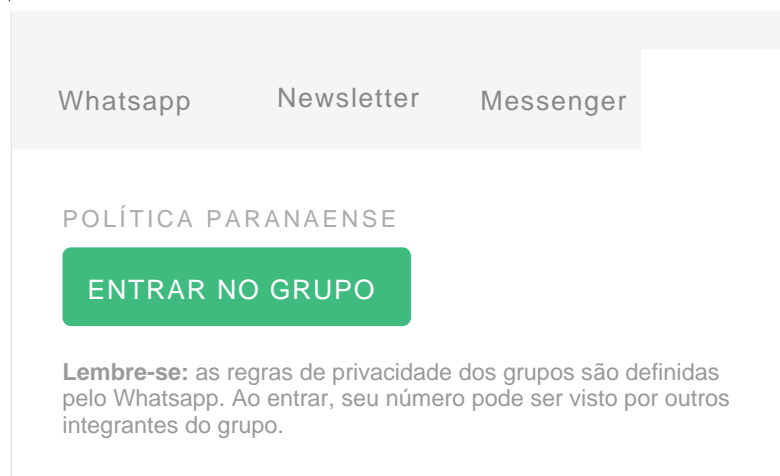 Whatsapp Newsletter Messenger
POLÍTICA PARANAENSE
ENTRAR NO GRUPO
Lembre-se: as regras de privacidade dos grupos são definidas
pelo Whatsapp. Ao entrar, seu número pode ser visto por outros
integrantes do grupo.